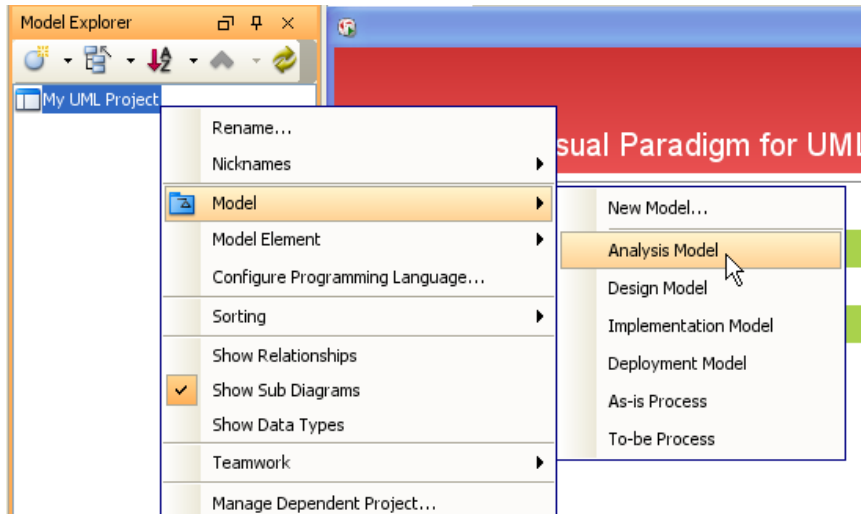 Model Explorer
My UML Project
Rename...
Nicknames
Model
Model Element
Configure Programming Language...
Sorting
Show Relationships
Show Sub Diagrams
Show Data Types
Teamwork
Manage Dependent Project...
sual Paradigm for UML
New Model...
Analysis Model
Design Model
Implementation Model
Deployment Model
As-is Process
To-be Process